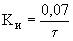 Kи = 0,07
τ